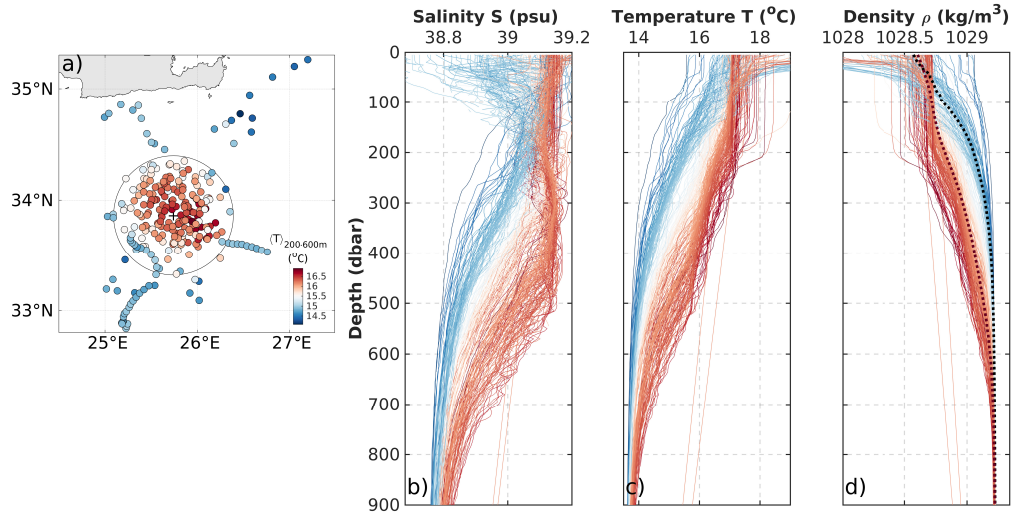 Salinity S (psu)
38.8 39 39.2
Temperature T (°C)
14 16 18
Density ρ (kg/m³)
1028 1028.5 1029
a)
35°N
34°N
33°N
25°E 26°E 27°E
⟨T⟩200-600m
(°C)
16.5
16
15.5
15
14.5
Depth (dbar)
0
100
200
300
400
500
600
700
800
900
b)
c)
d)